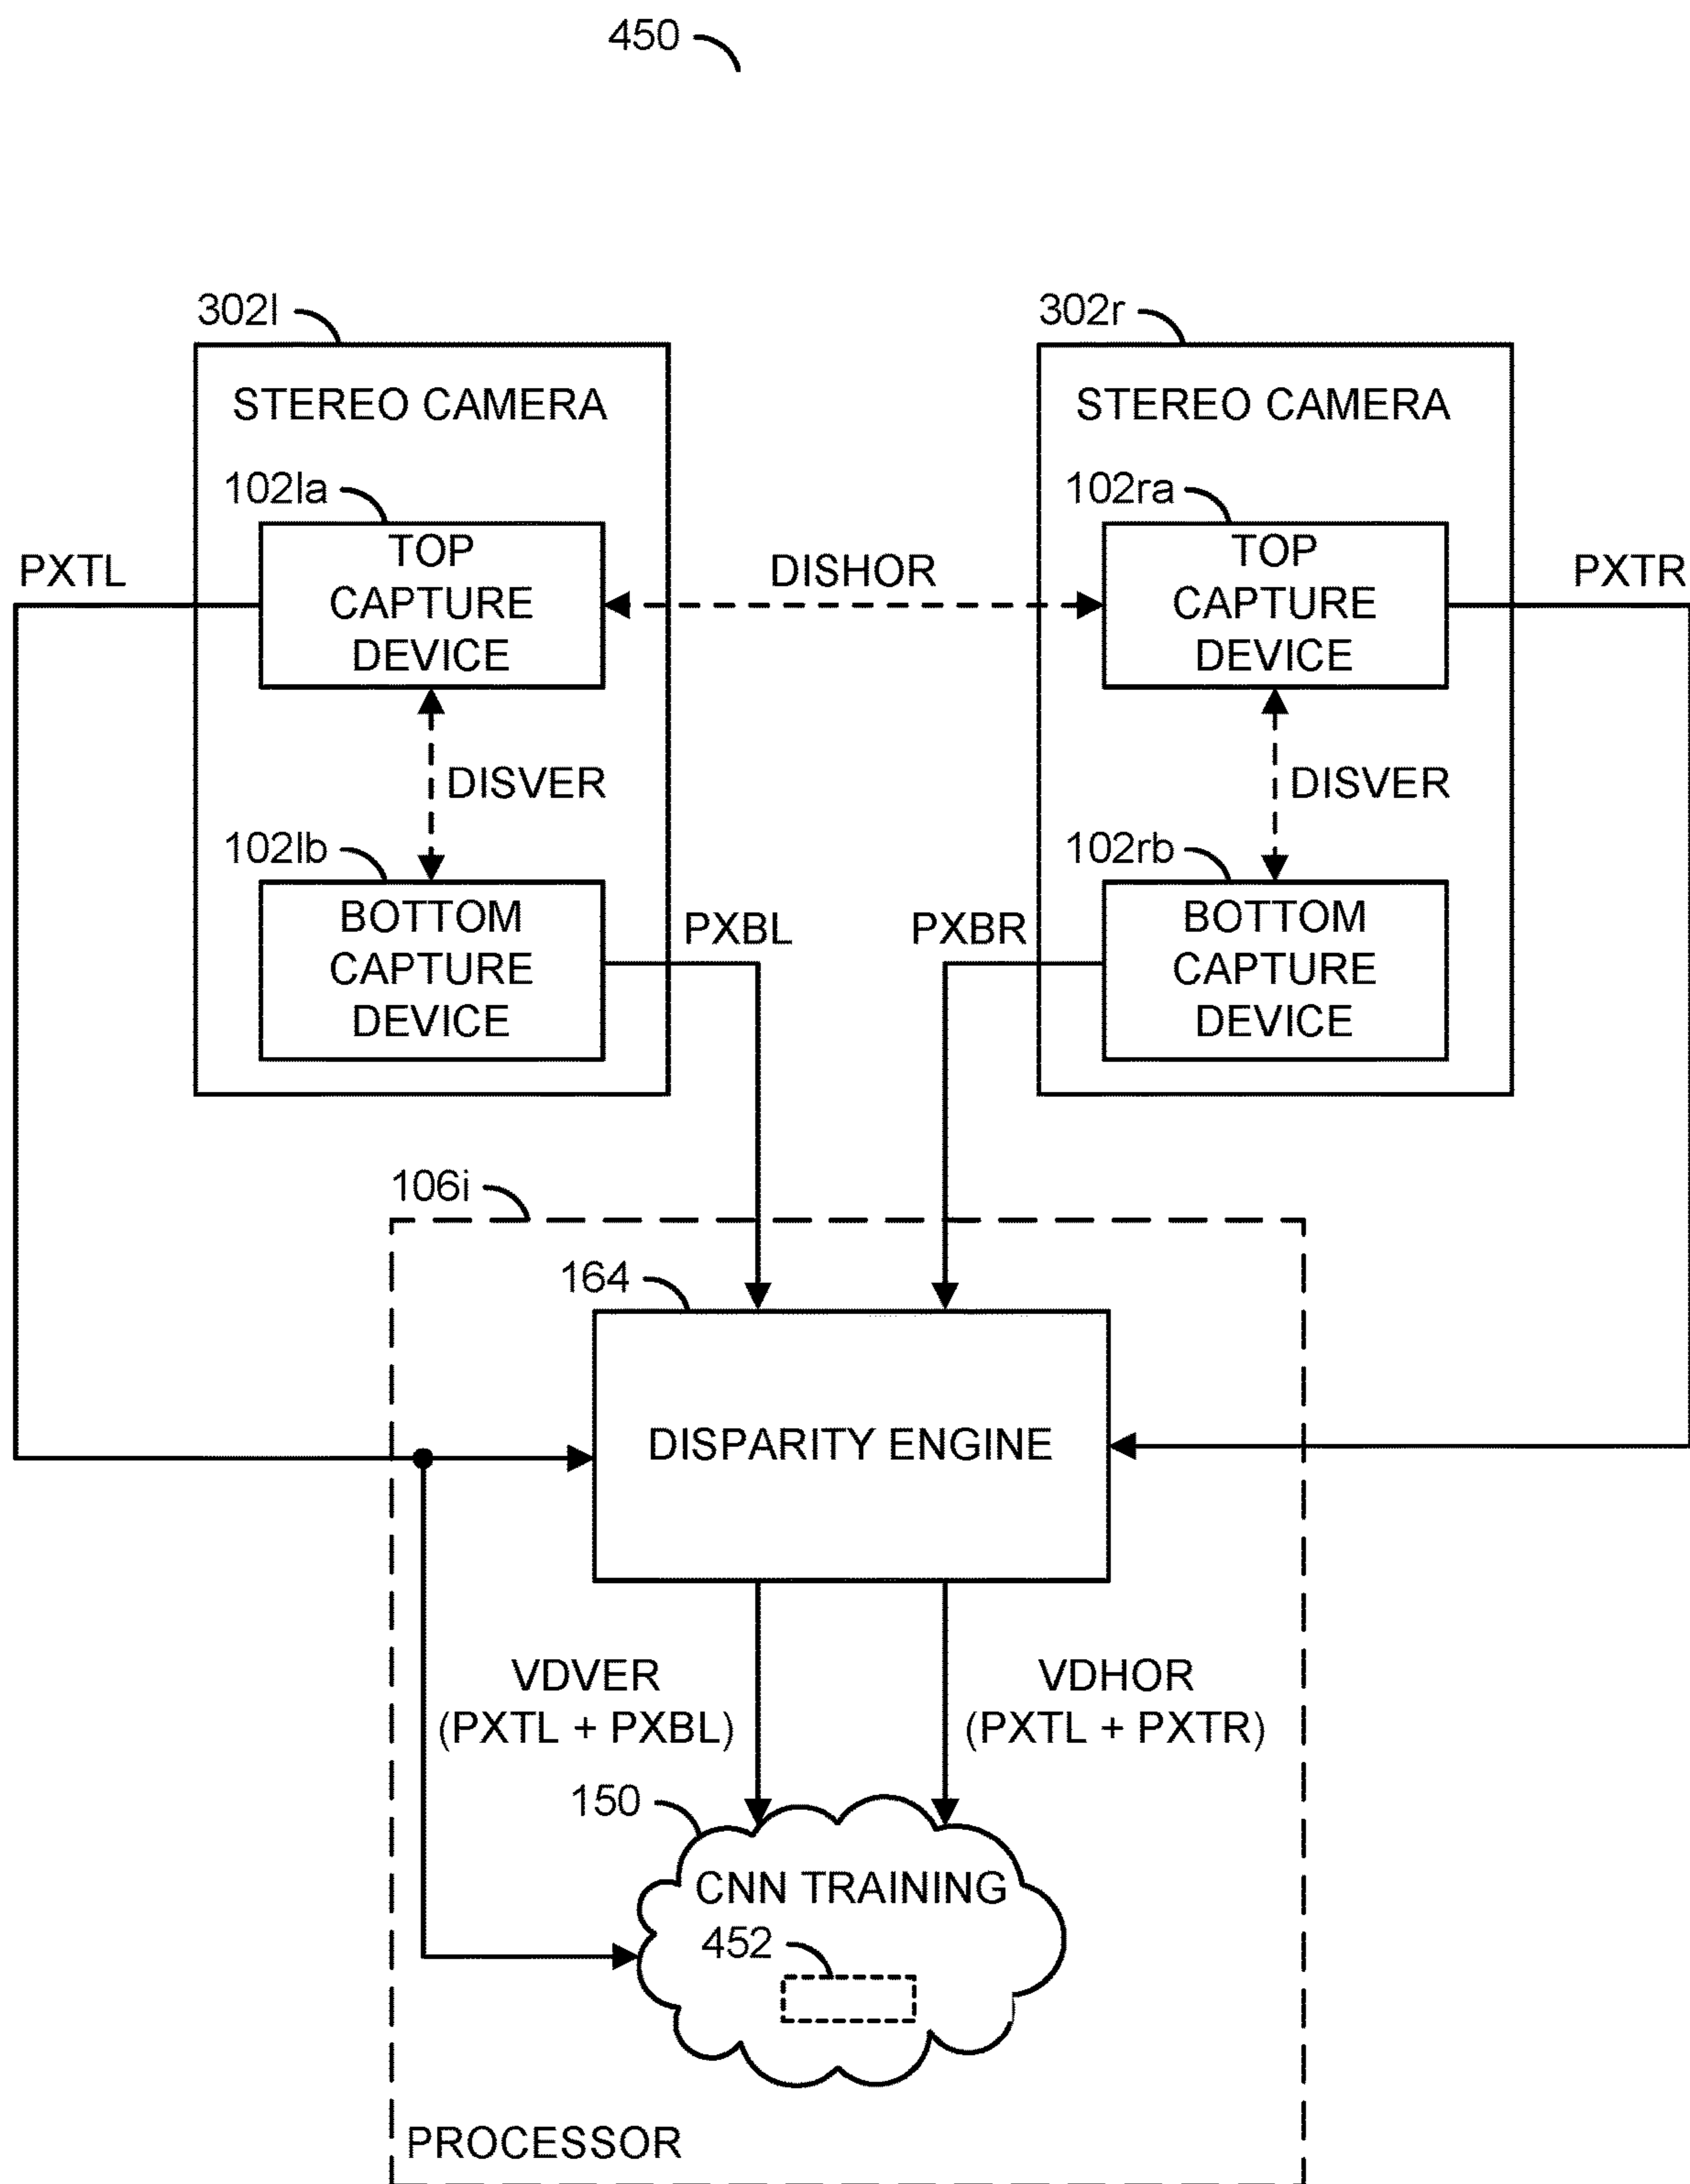 450
302l
302r
STEREO CAMERA
STEREO CAMERA
102la
102ra
PXTL
TOP
CAPTURE
DEVICE
DISHOR
TOP
CAPTURE
DEVICE
PXTR
DISVER
DISVER
102lb
102rb
BOTTOM
CAPTURE
DEVICE
PXBL
PXBR
BOTTOM
CAPTURE
DEVICE
106i
164
DISPARITY ENGINE
VDVER
(PXTL + PXBL)
VDHOR
(PXTL + PXTR)
150
CNN TRAINING
452
PROCESSOR